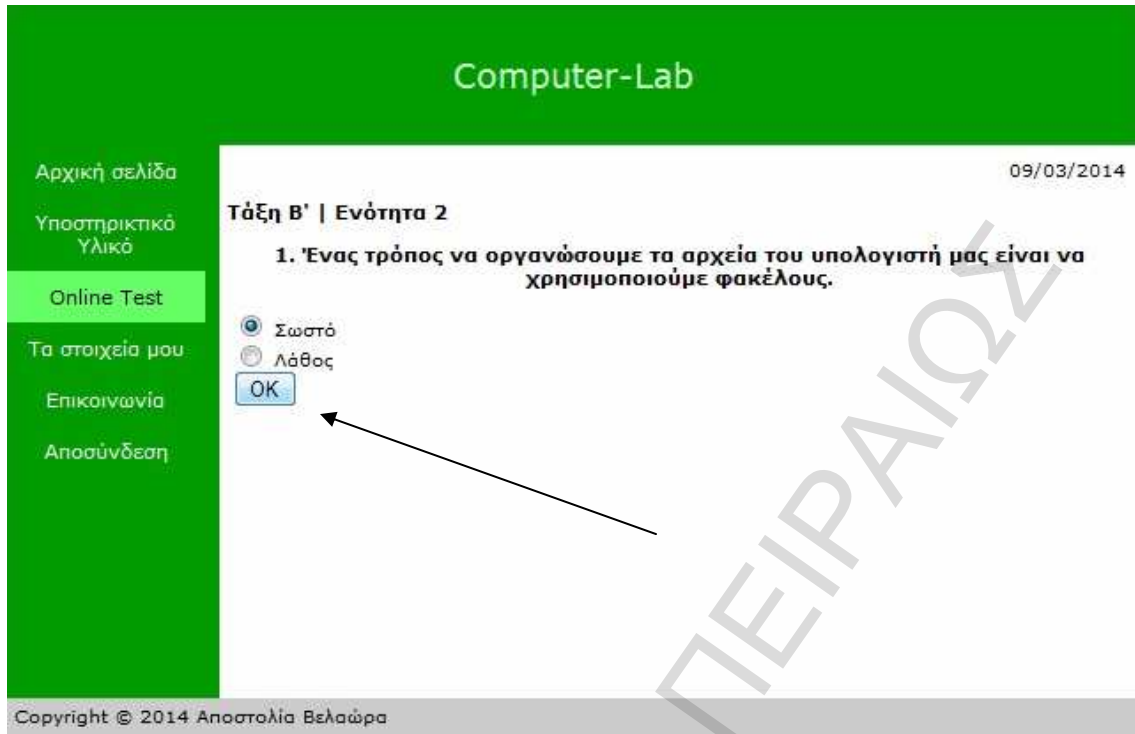 Computer-Lab
Αρχική σελίδα
Υποστηρικτικό
Υλικό
Online Test
Τα στοιχεία μου
Επικοινωνία
Αποσύνδεση
09/03/2014
Τάξη Β' | Ενότητα 2
1. Ένας τρόπος να οργανώσουμε τα αρχεία του υπολογιστή μας είναι να
χρησιμοποιούμε φακέλους.
Σωστό
Λάθος
OK
Copyright © 2014 Αποστολία Βελαώρα
ΠΕΙΡΑΙΩΣ